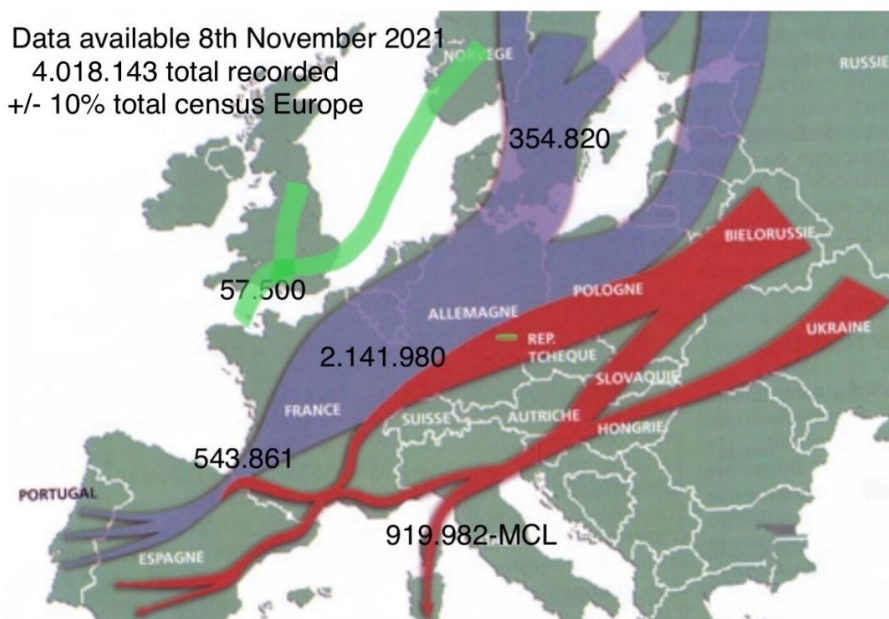 Data available 8th November 2021
4.018.143 total recorded
+/- 10% total census Europe
NORVEGE
RUSSIE
354.820
BIELORUSSIE
57.500
POLOGNE
ALLEMAGNE
UKRAINE
REP.
TCHEQUE
2.141.980
SLOVAQUIE
FRANCE
SUISSE
AUTRICHE
HONGRIE
543.861
PORTUGAL
919.982-MCL
ESPAGNE